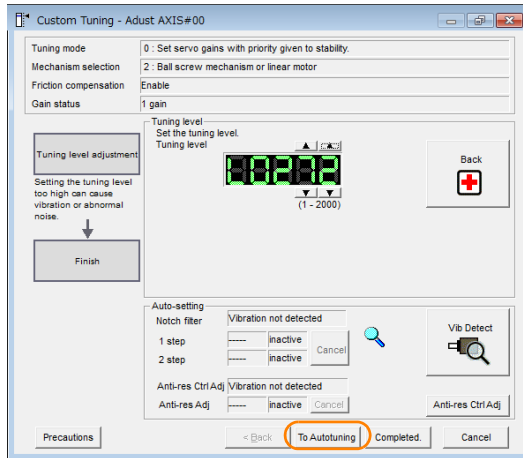 Custom Tuning - Adust AXIS#00
Tuning mode
0 : Set servo gains with priority given to stability.
Mechanism selection
2 : Ball screw mechanism or linear motor
Friction compensation
Enable
Gain status
1 gain
Tuning level adjustment
Setting the tuning level
too high can cause
vibration or abnormal
noise.
Finish
Tuning level
Set the tuning level.
Tuning level
L0272
(1 - 2000)
Back
Auto-setting
Notch filter
Vibration not detected
1 step
-----
inactive
Cancel
2 step
-----
inactive
Anti-res Ctrl Adj
Vibration not detected
Anti-res Adj
-----
inactive
Cancel
Vib Detect
Anti-res Ctrl Adj
Precautions
< Back
To Autotuning
Completed.
Cancel